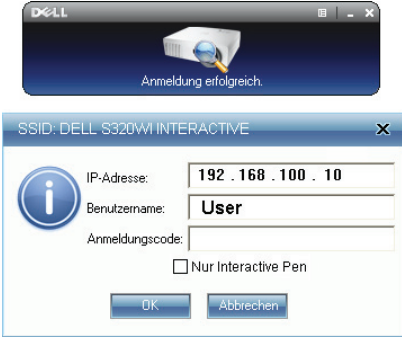 DELL
Anmeldung erfolgreich.
SSID: DELL S320WI INTERACTIVE
IP-Adresse: 192 . 168 . 100 . 10
Benutzername: User
Anmeldungscode:
Nur Interactive Pen
OK Abbrechen